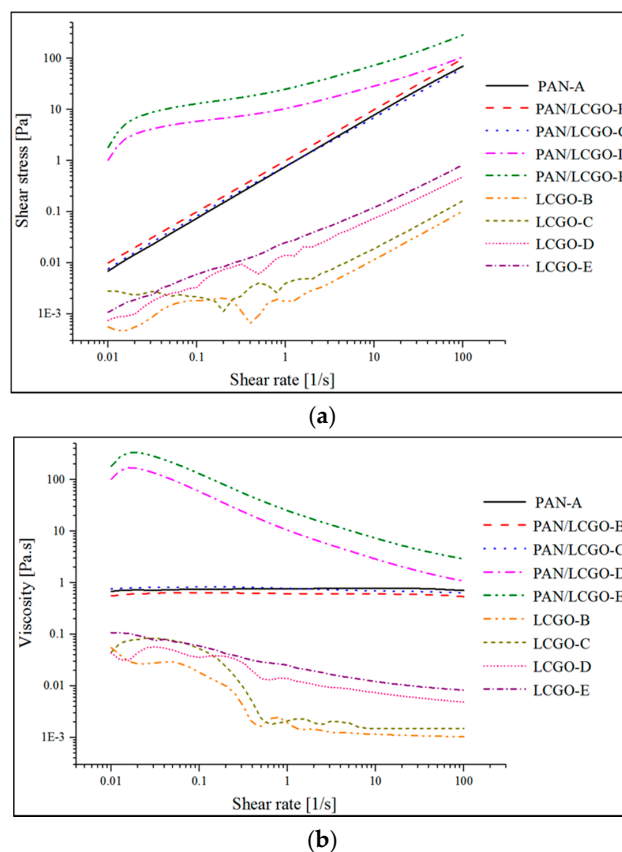 Shear stress [Pa]
100
10
1
0.1
0.01
1E-3
0.01
0.1
1
10
100
Shear rate [1/s]
PAN-A
PAN/LCGO-B
PAN/LCGO-C
PAN/LCGO-D
PAN/LCGO-E
LCGO-B
LCGO-C
LCGO-D
LCGO-E
(a)
Viscosity [Pa.s]
100
10
1
0.1
0.01
1E-3
0.01
0.1
1
10
100
Shear rate [1/s]
PAN-A
PAN/LCGO-B
PAN/LCGO-C
PAN/LCGO-D
PAN/LCGO-E
LCGO-B
LCGO-C
LCGO-D
LCGO-E
(b)